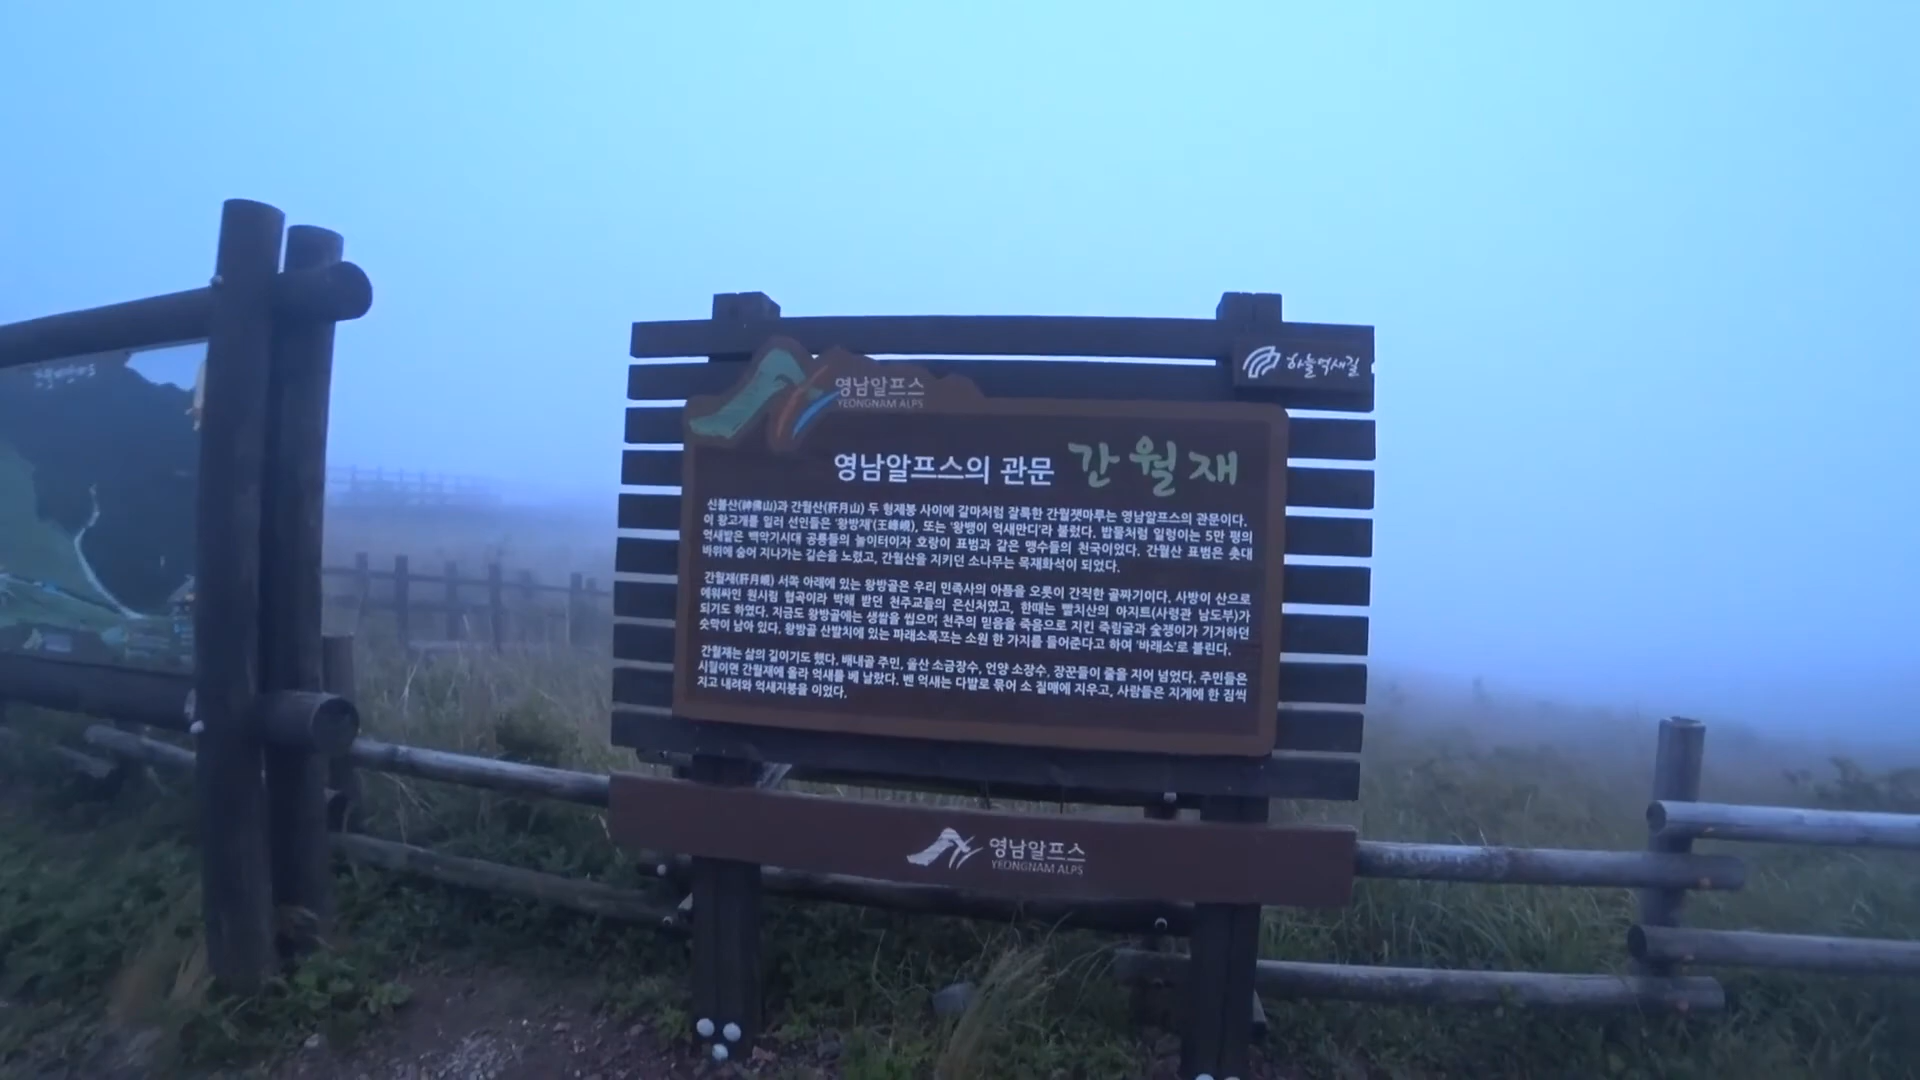 하늘억새길
영남알프스
YEONGNAM ALPS
영남알프스의 관문 간월재
신불산(神佛山)과 간월산(肝月山) 두 형제봉 사이에 갈마처럼 잘록한 간월잿마루는 영남알프스의 관문이다.
이 왕고개를 일러 선인들은 '왕방재'(王峰峴), 또는 '왕뱅이 억새만디'라 불렀다. 밥물처럼 일렁이는 5만 평의
억새밭은 백악기시대 공룡들의 놀이터이자 호랑이 표범과 같은 맹수들의 천국이었다. 간월산 표범은 촛대
바위에 숨어 지나가는 길손을 노렸고, 간월산을 지키던 소나무는 목재화석이 되었다.
간월재(肝月峴) 서쪽 아래에 있는 왕방골은 우리 민족사의 아픔을 오롯이 간직한 골짜기이다. 사방이 산으로
에워싸인 원시림 협곡이라 박해 받던 천주교들의 은신처였고, 한때는 빨치산의 아지트(사령관 남도부)가
되기도 하였다. 지금도 왕방골에는 생쌀을 씹으며 천주의 믿음을 죽음으로 지킨 죽림굴과 숯쟁이가 기거하던
숯막이 남아 있다. 왕방골 산발치에 있는 파래소폭포는 소원 한 가지를 들어준다고 하여 '바래소'로 불린다.
간월재는 삶의 길이기도 했다. 배내골 주민, 울산 소금장수, 언양 소장수, 장꾼들이 줄을 지어 넘었다. 주민들은
시월이면 간월재에 올라 억새를 베 날랐다. 벤 억새는 다발로 묶어 소 질매에 지우고, 사람들은 지게에 한 짐씩
지고 내려와 억새지붕을 이었다.
영남알프스
YEONGNAM ALPS